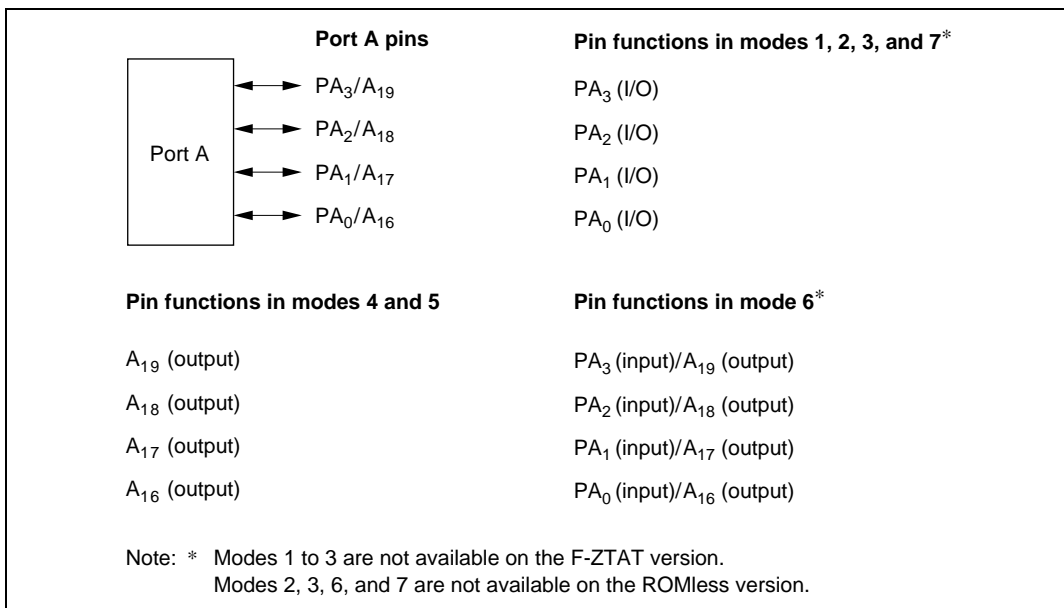 Port A pins
Pin functions in modes 1, 2, 3, and 7*
Port A
PA3/A19
PA3 (I/O)
PA2/A18
PA2 (I/O)
PA1/A17
PA1 (I/O)
PA0/A16
PA0 (I/O)
Pin functions in modes 4 and 5
Pin functions in mode 6*
A19 (output)
PA3 (input)/A19 (output)
A18 (output)
PA2 (input)/A18 (output)
A17 (output)
PA1 (input)/A17 (output)
A16 (output)
PA0 (input)/A16 (output)
Note: * Modes 1 to 3 are not available on the F-ZTAT version.
Modes 2, 3, 6, and 7 are not available on the ROMless version.